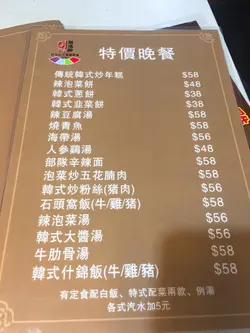 特價晚餐
傳統韓式炒年糕 $58
辣泡菜餅 $48
韓式蔥餅 $38
韓式韭菜餅 $38
辣豆腐湯 $58
燒青魚 $58
海帶湯 $56
人參鷄湯 $48
部隊辛辣面 $58
泡菜炒五花腩肉 $58
韓式炒粉絲(猪肉) $56
石頭窩飯(牛/雞/豬) $58
辣泡菜湯 $56
韓式大醬湯 $56
牛肋骨湯 $58
韓式什錦飯(牛/雞/豬) $58
有定食配白飯、特式配菜兩款、例湯
各式汽水加5元